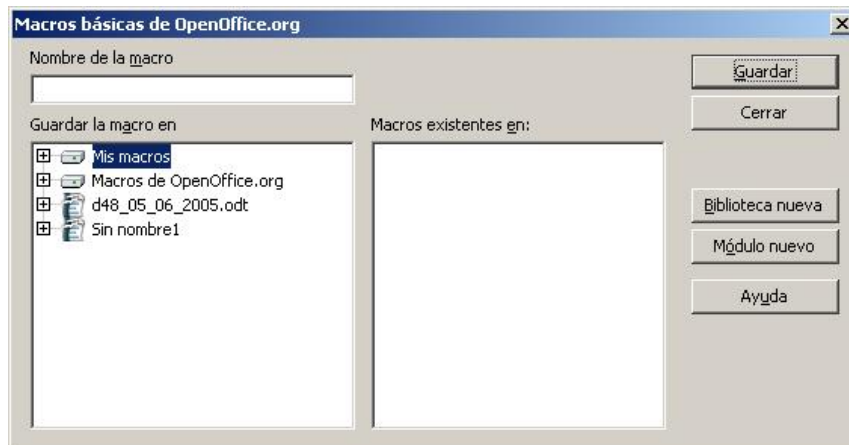 Macros básicas de OpenOffice.org
Nombre de la macro
Guardar
Cerrar
Guardar la macro en
Macros existentes en:
Mis macros
Macros de OpenOffice.org
d48_05_06_2005.odt
Sin nombre1
Biblioteca nueva
Módulo nuevo
Ayuda